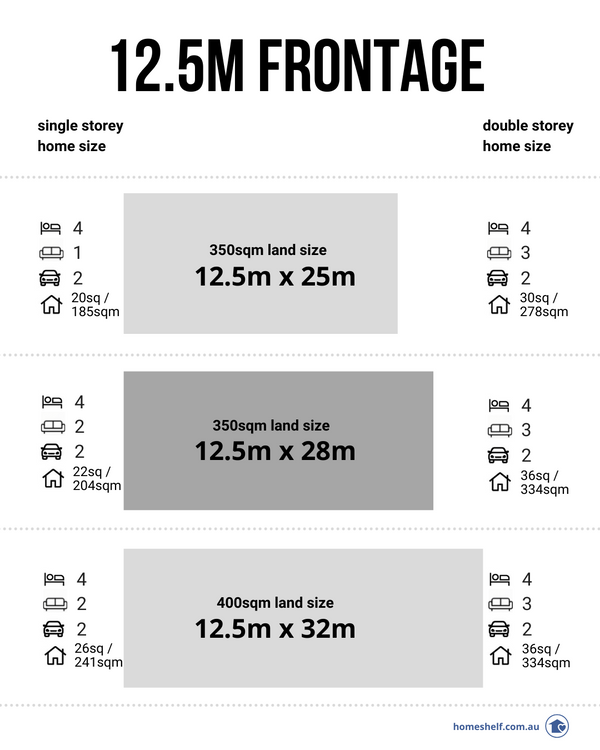 12.5M FRONTAGE
single storey
home size
double storey
home size
4
1
2
20sq /
185sqm
350sqm land size
12.5m x 25m
4
3
2
30sq /
278sqm
4
2
2
22sq /
204sqm
350sqm land size
12.5m x 28m
4
3
2
36sq /
334sqm
4
2
2
26sq /
241sqm
400sqm land size
12.5m x 32m
4
3
2
36sq /
334sqm
homeshelf.com.au